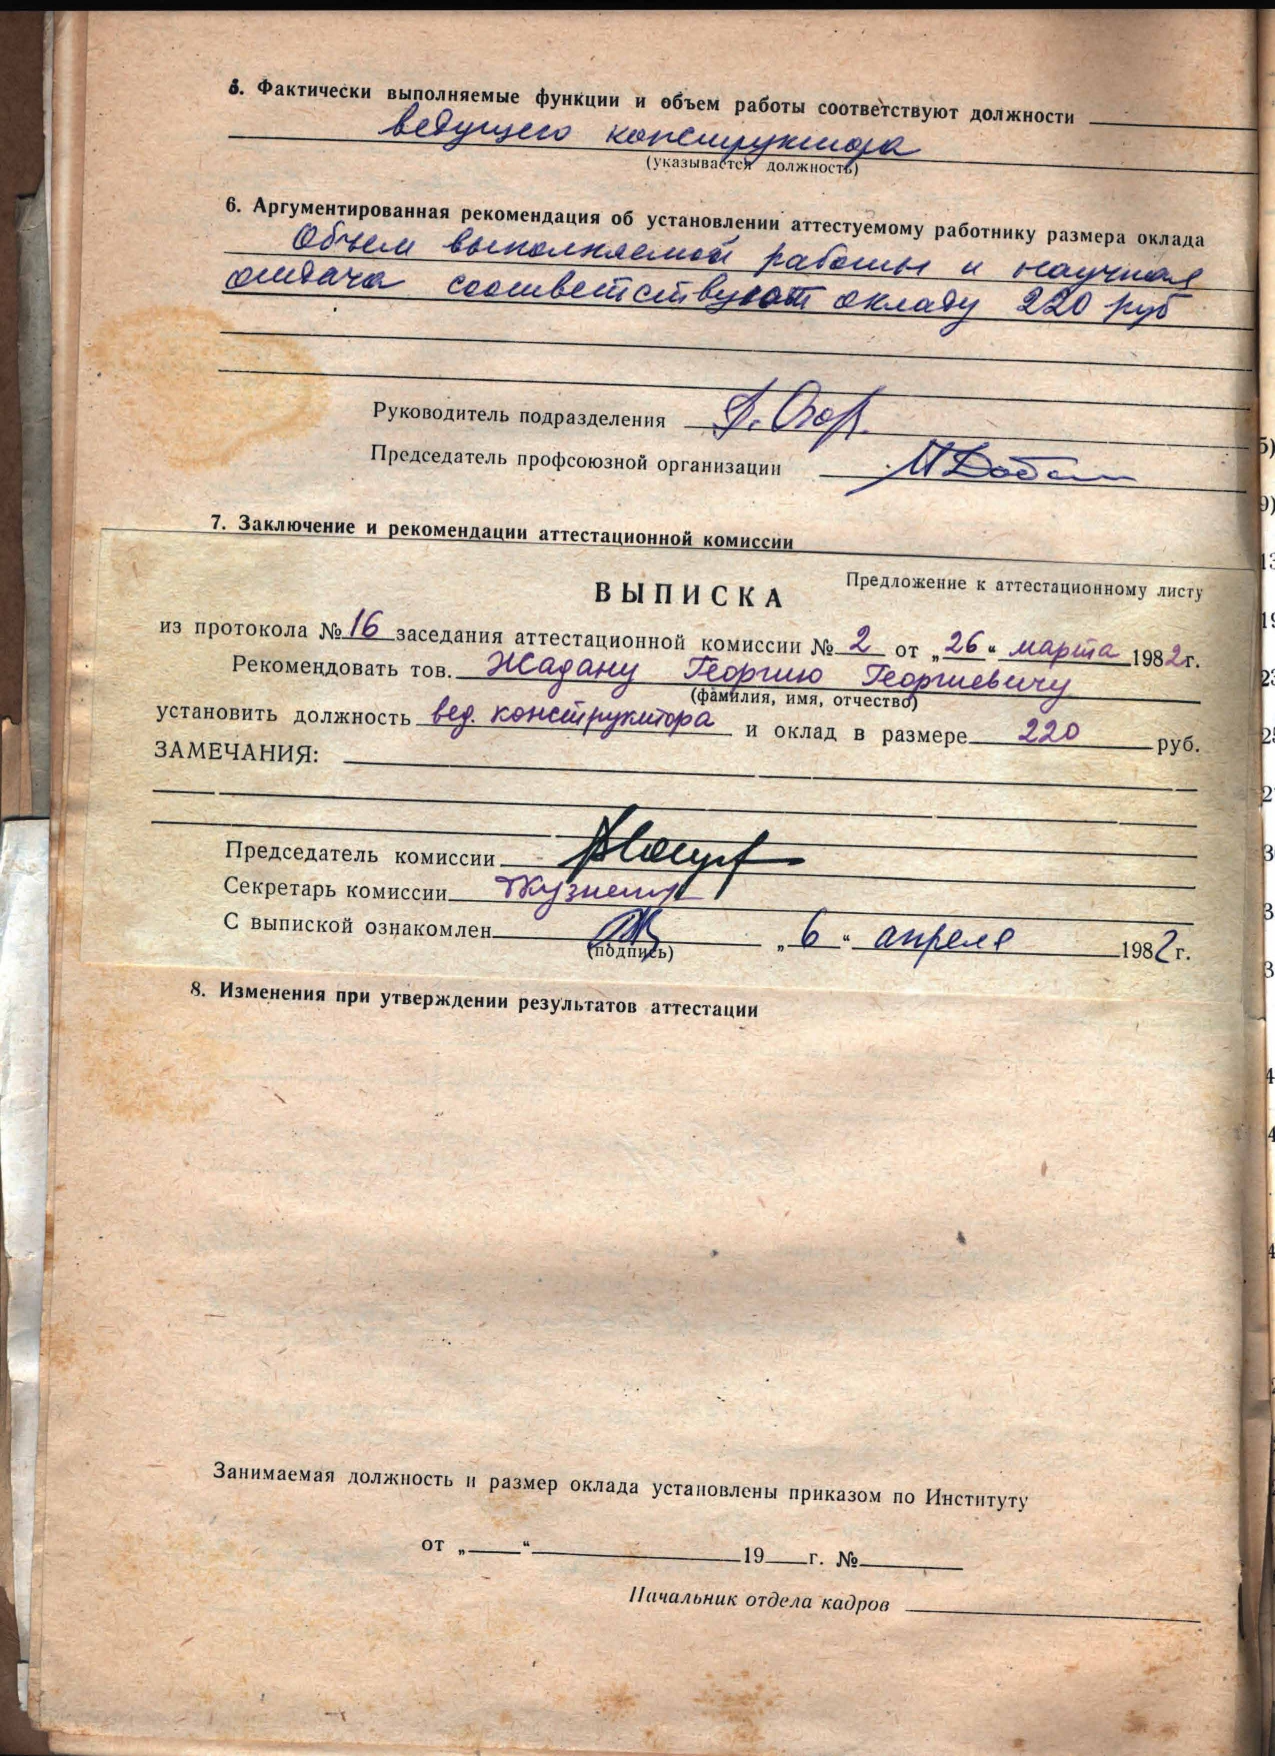 5. Фактически выполняемые функции и объем работы соответствуют должности
ведущего конструктора
(указывается должность)
6. Аргументированная рекомендация об установлении аттестуемому работнику размера оклада
Объем выполняемой работы и научная
отдача соответствуют окладу 220 руб
Руководитель подразделения
Председатель профсоюзной организации
7. Заключение и рекомендации аттестационной комиссии
Предложение к аттестационному листу
ВЫПИСКА
из протокола № 16 заседания аттестационной комиссии № 2 от „26" марта 1982г.
Рекомендовать тов. Жадану Георгию Георгиевичу
(фамилия, имя, отчество)
установить должность вед. конструктора и оклад в размере 220 руб.
ЗАМЕЧАНИЯ:
Председатель комиссии
Секретарь комиссии
С выпиской ознакомлен „6" апреля 1982 г.
(подпись)
8. Изменения при утверждении результатов аттестации
Занимаемая должность и размер оклада установлены приказом по Институту
от „____"____________19___г. №______
Начальник отдела кадров